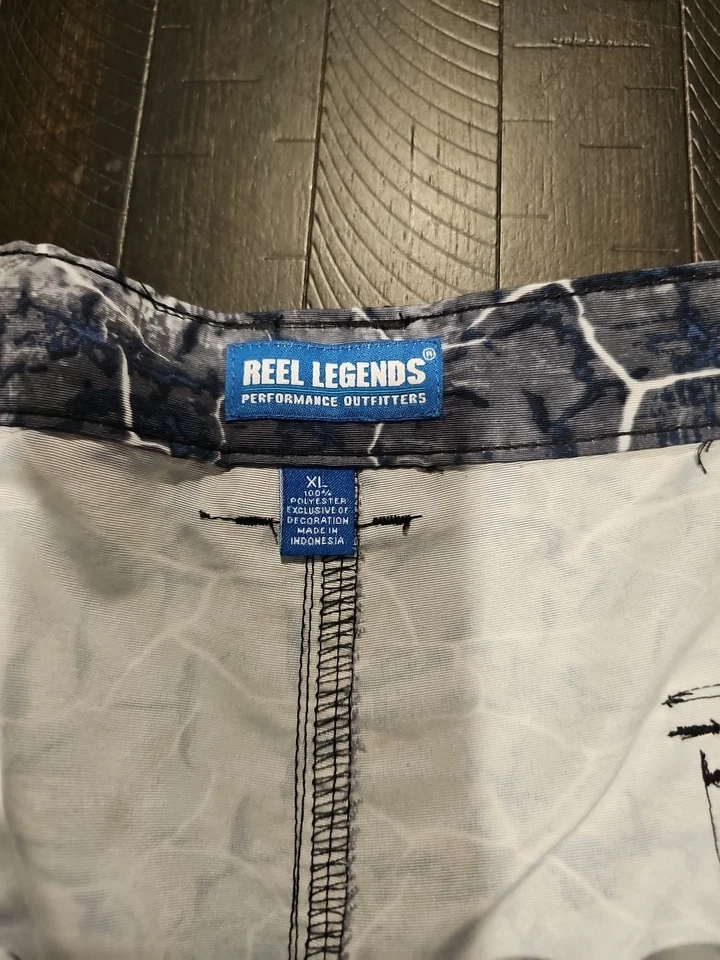 REEL LEGENDS®
PERFORMANCE OUTFITTERS
XL
100%
POLYESTER
EXCLUSIVE OF
DECORATION
MADE IN
INDONESIA